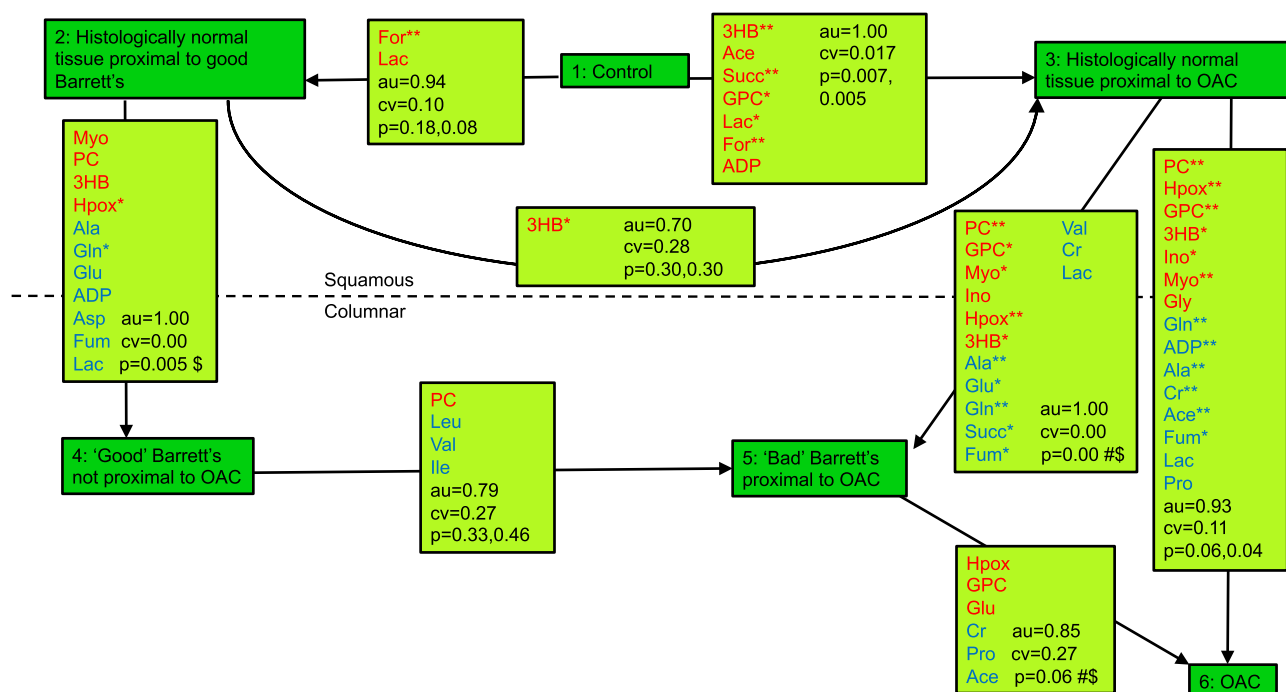 2: Histologically normal
tissue proximal to good
Barrett’s
For**
Lac
au=0.94
cv=0.10
p=0.18,0.08
1: Control
3HB** au=1.00
Ace cv=0.017
Succ** p=0.007,
GPC* 0.005
Lac*
For**
ADP
3: Histologically normal
tissue proximal to OAC
Myo
PC
3HB
Hpox*
Ala
Gln*
Glu
ADP
Asp au=1.00
Fum cv=0.00
Lac p=0.005 $
3HB* au=0.70
cv=0.28
p=0.30,0.30
Squamous
Columnar
PC** Val
GPC* Cr
Myo* Lac
Ino
Hpox**
3HB*
Ala**
Glu*
Gln** au=1.00
Succ* cv=0.00
Fum* p=0.00 #$
PC**
Hpox**
GPC**
3HB*
Ino*
Myo**
Gly
Gln**
ADP**
Ala**
Cr**
Ace**
Fum*
Lac
Pro
au=0.93
cv=0.11
p=0.06,0.04
4: ‘Good’ Barrett’s
not proximal to OAC
PC
Leu
Val
Ile
au=0.79
cv=0.27
p=0.33,0.46
5: ‘Bad’ Barrett’s
proximal to OAC
Hpox
GPC
Glu
Cr au=0.85
Pro cv=0.27
Ace p=0.06 #$
6: OAC